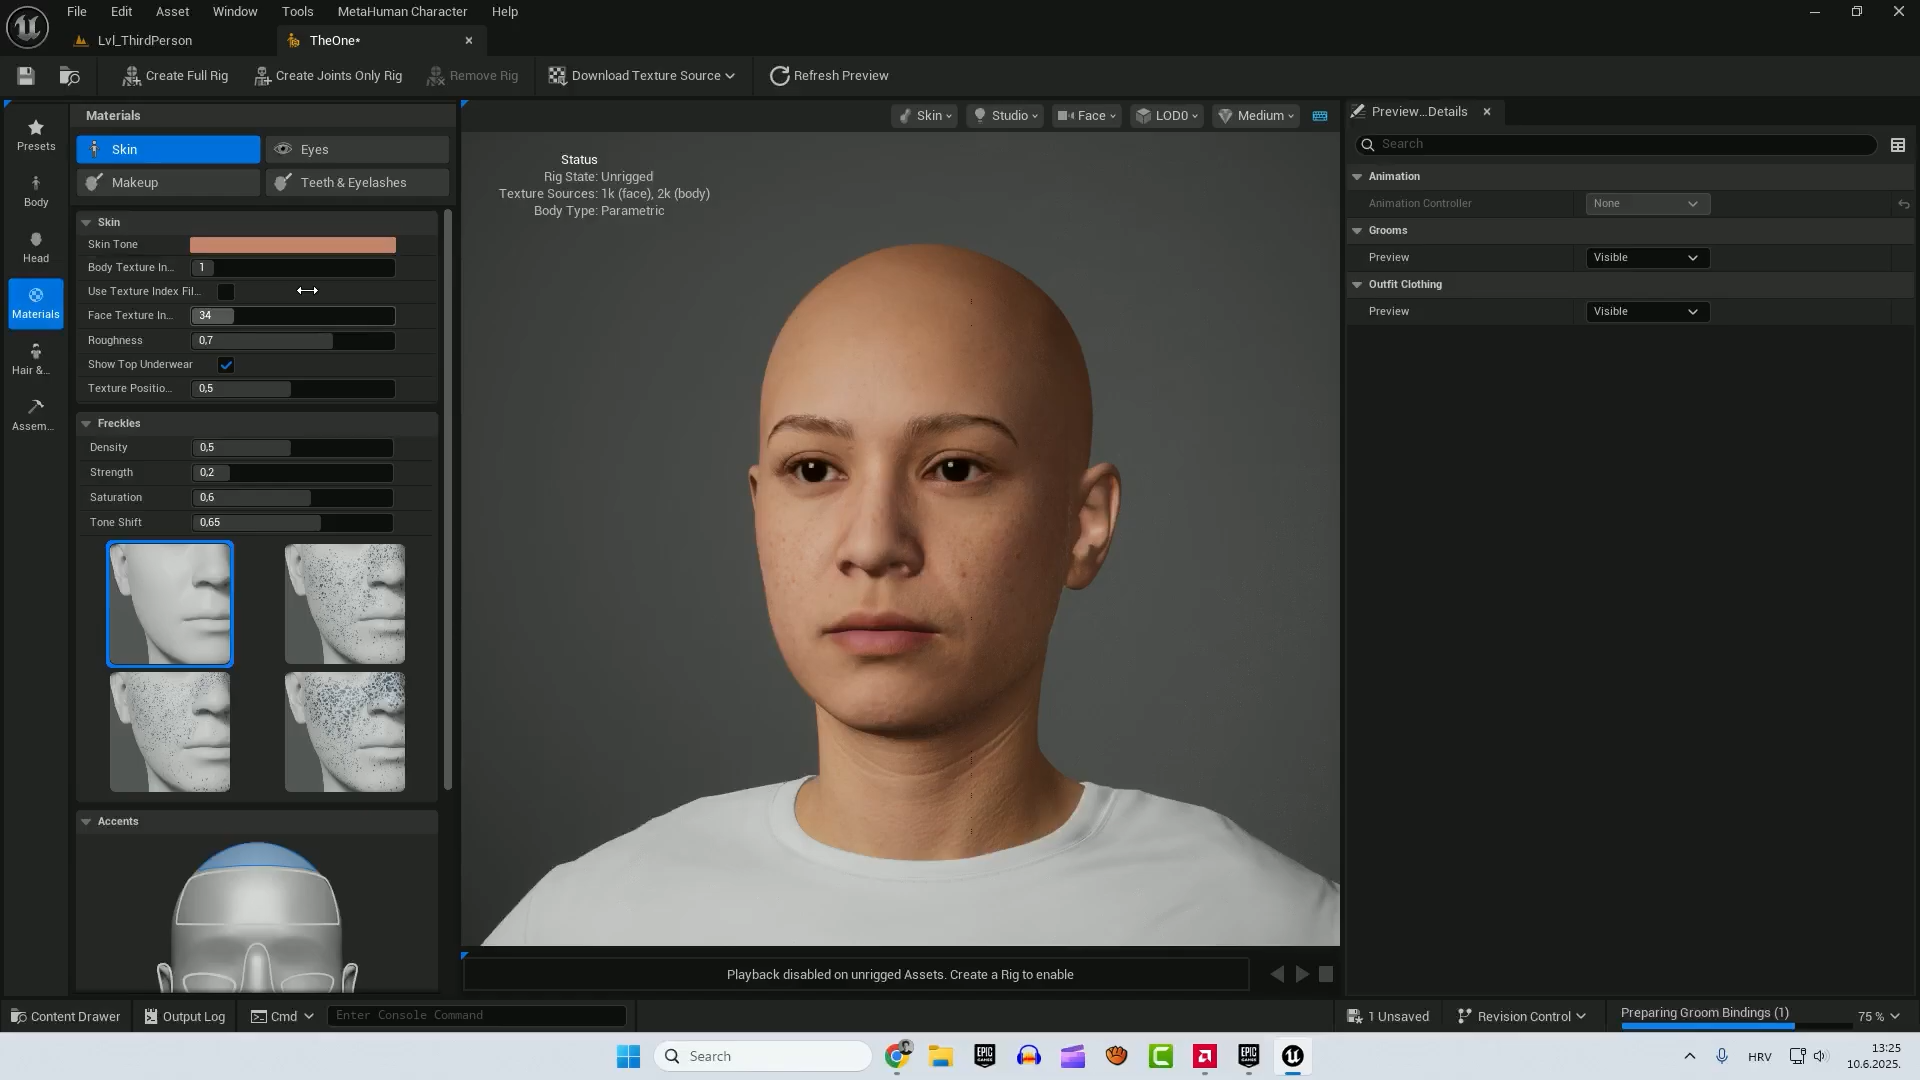 File Edit Asset Window Tools MetaHuman Character Help
Lvl_ThirdPerson
TheOne*
Create Full Rig
Create Joints Only Rig
Remove Rig
Download Texture Source
Refresh Preview
Presets
Body
Head
Materials
Hair &...
Assem...
Materials
Skin
Eyes
Makeup
Teeth & Eyelashes
Skin
Skin Tone
Body Texture In... 1
Use Texture Index Fil...
Face Texture In... 34
Roughness 0,7
Show Top Underwear
Texture Positio... 0,5
Freckles
Density 0,5
Strength 0,2
Saturation 0,6
Tone Shift 0,65
Accents
Skin Studio Face LOD0 Medium
Status
Rig State: Unrigged
Texture Sources: 1k (face), 2k (body)
Body Type: Parametric
Playback disabled on unrigged Assets. Create a Rig to enable
Preview...Details
Search
Animation
Animation Controller None
Grooms
Preview Visible
Outfit Clothing
Preview Visible
Content Drawer
Output Log
Cmd
Enter Console Command
1 Unsaved
Revision Control
Preparing Groom Bindings (1)
75 %
Search
EPIC GAMES
EPIC GAMES
HRV
13:25
10.6.2025.